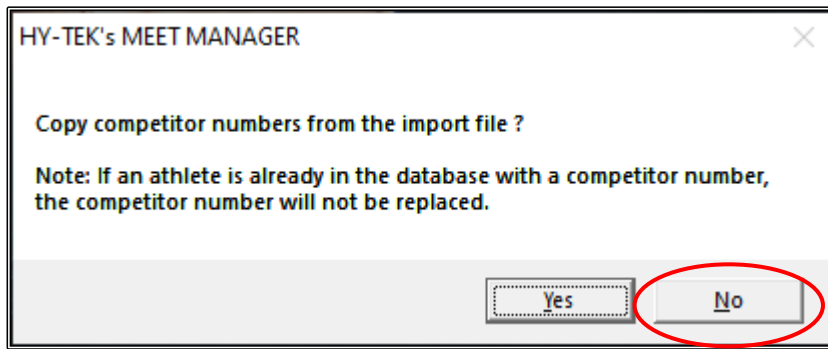 HY-TEK's MEET MANAGER
Copy competitor numbers from the import file ?
Note: If an athlete is already in the database with a competitor number,
the competitor number will not be replaced.
Yes No